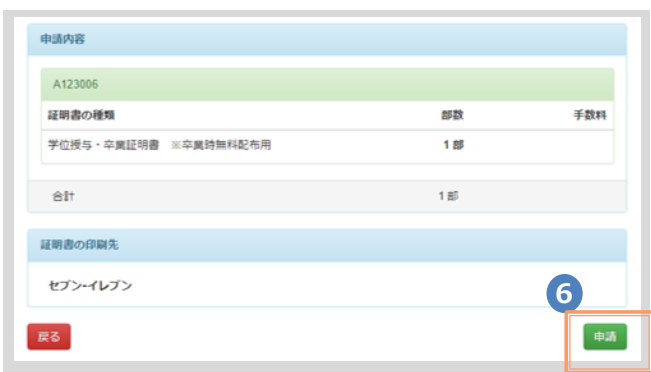 申請内容
A123006
証明書の種類 部数 手数料
学位授与・卒業証明書 ※卒業時無料配布用 1 部
合計 1 部
証明書の印刷先
セブン-イレブン
6
戻る 申請